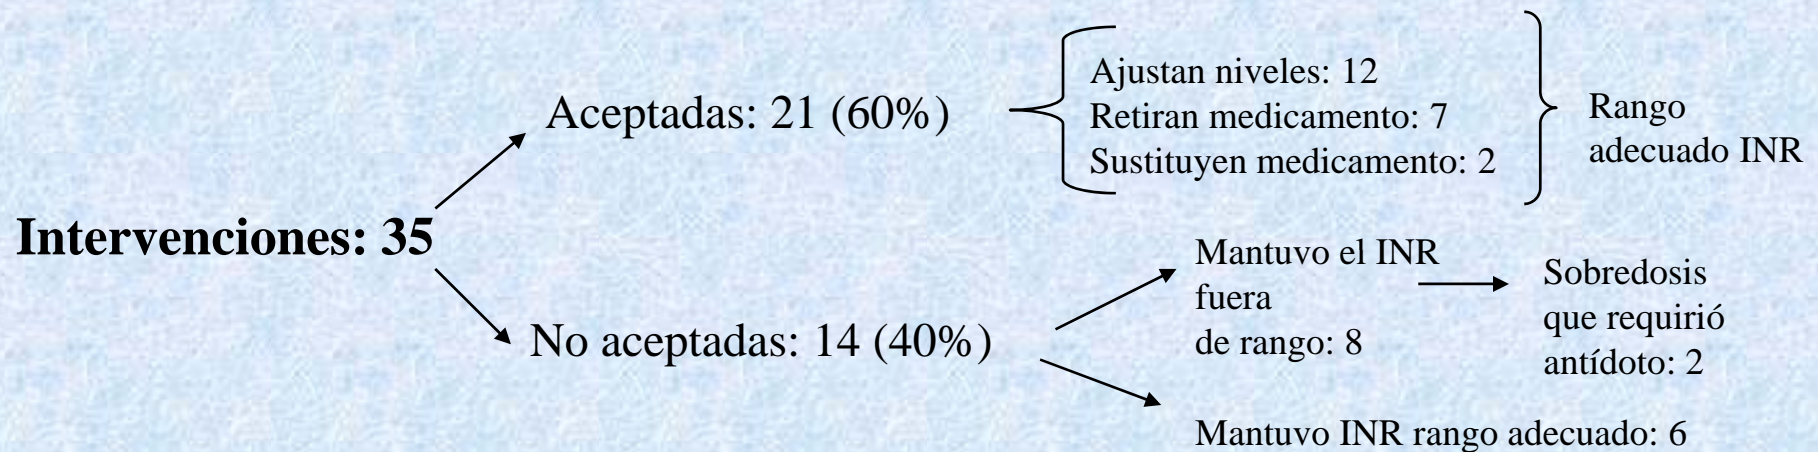 Intervenciones: 35
Aceptadas: 21 (60%)
Ajustan niveles: 12
Retiran medicamento: 7
Sustituyen medicamento: 2
Rango
adecuado INR
No aceptadas: 14 (40%)
Mantuvo el INR
fuera
de rango: 8
Sobredosis
que requirió
antídoto: 2
Mantuvo INR rango adecuado: 6